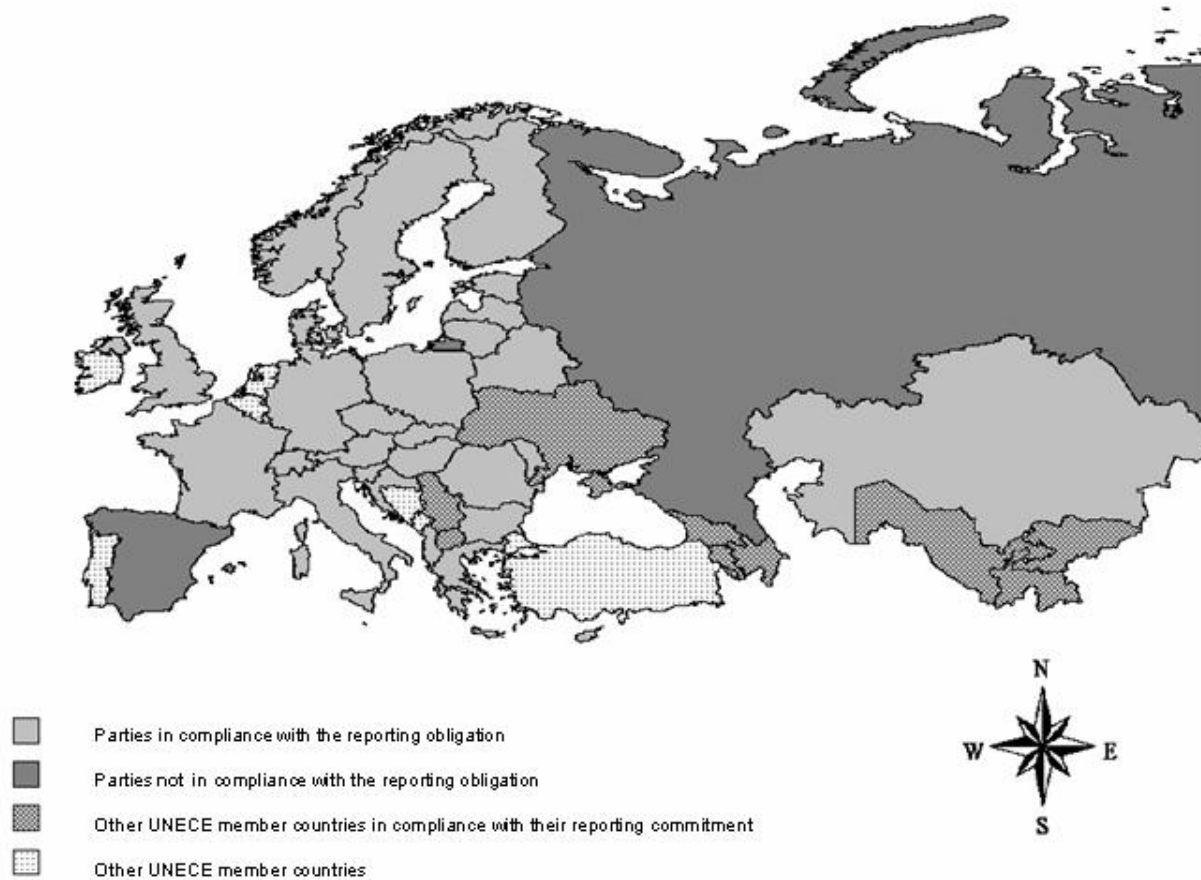 N
W E
S
Parties in compliance with the reporting obligation
Parties not in compliance with the reporting obligation
Other UNECE member countries in compliance with their reporting commitment
Other UNECE member countries